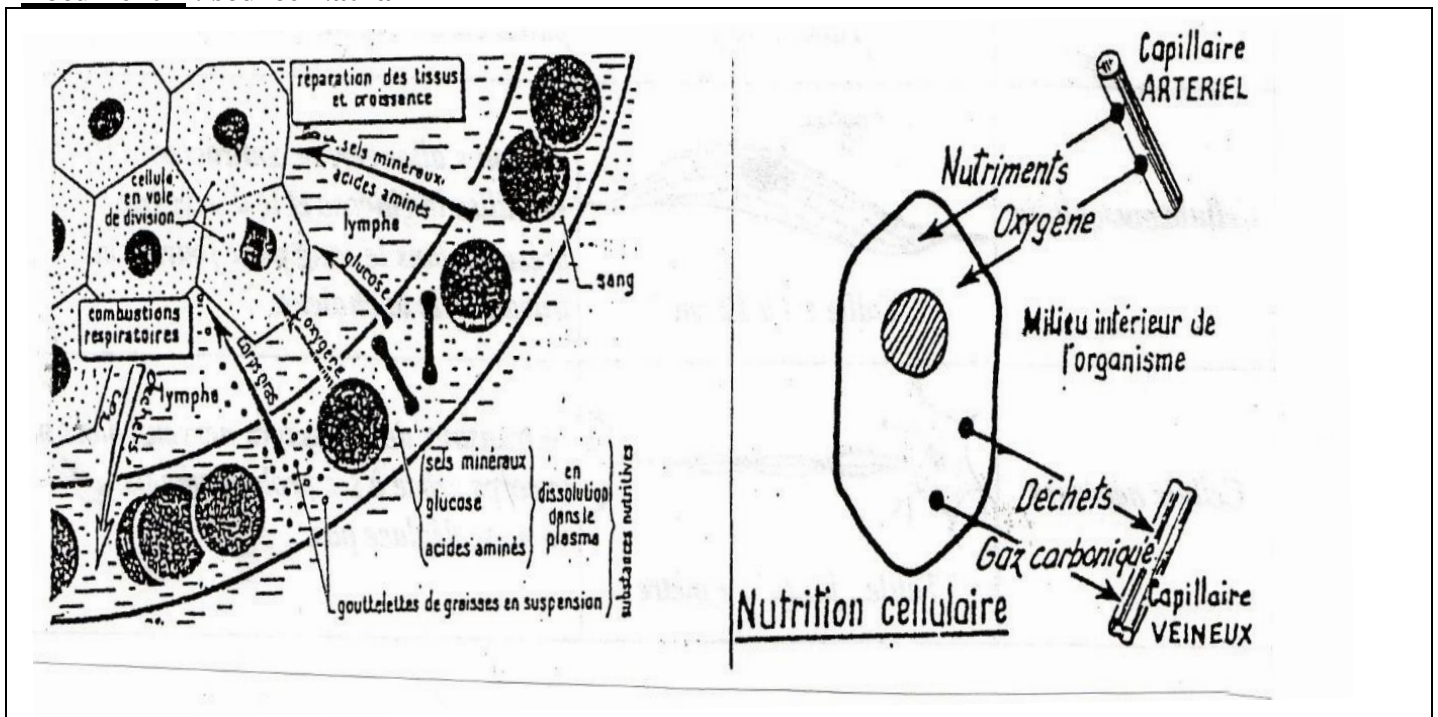 réparation des tissus
et croissance
sels minéraux
acides aminés
lymphe
cellule
en voie
de division
glucose
sang
combustions
respiratoires
oxygène
corps gras
lymphe
déchets
sels minéraux
glucose
acides aminés
en
dissolution
dans le
plasma
substances nutritives
gouttelettes de graisses en suspension
Capillaire
ARTERIEL
Nutriments
Oxygène
Milieu intérieur de
l'organisme
Déchets
Gaz carbonique
Capillaire
VEINEUX
Nutrition cellulaire